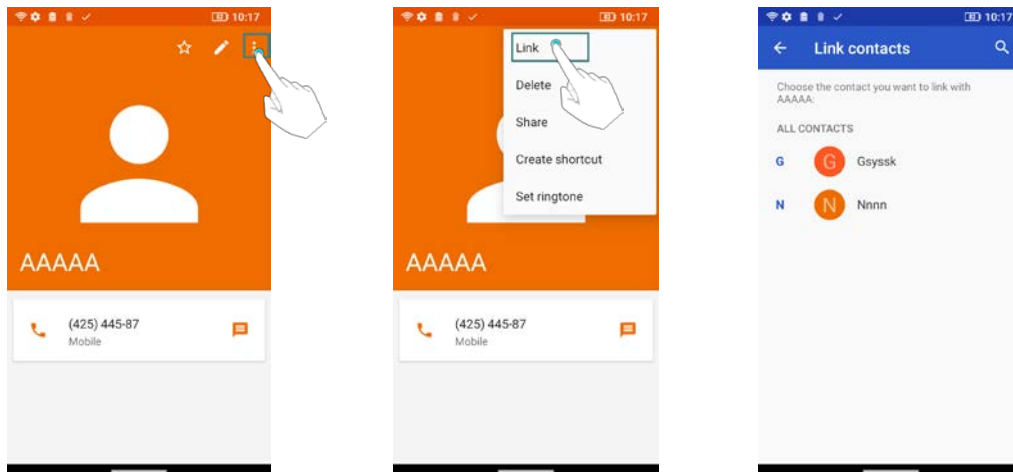 10:17
AAAAA
(425) 445-87
Mobile
10:17
Link
Delete
Share
Create shortcut
Set ringtone
AAAAA
(425) 445-87
Mobile
10:17
Link contacts
Choose the contact you want to link with
AAAAA:
ALL CONTACTS
G G Gsyssk
N N Nnnn